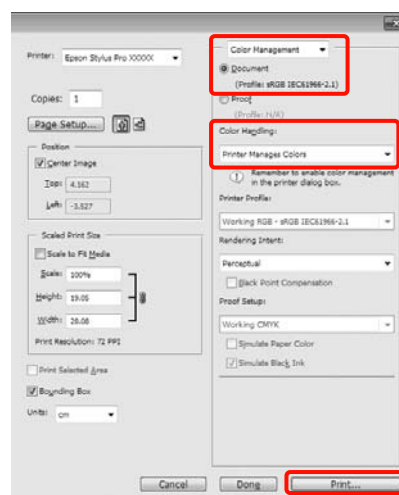 Printer: Epson Stylus Pro XXXXX
Copies: 1
Page Setup...
Position
Center Image
Top: 4.162
Left: -3.527
Scaled Print Size
Scale to Fit Media
Scale: 100%
Height: 19.05
Width: 28.08
Print Resolution: 72 PPI
Print Selected Area
Bounding Box
Units: cm
Color Management
Document
(Profile: sRGB IEC61966-2.1)
Proof
(Profile: N/A)
Color Handling:
Printer Manages Colors
Remember to enable color management
in the printer dialog box.
Printer Profile:
Working RGB - sRGB IEC61966-2.1
Rendering Intent:
Perceptual
Black Point Compensation
Proof Setup:
Working CMYK
Simulate Paper Color
Simulate Black Ink
Cancel
Done
Print...